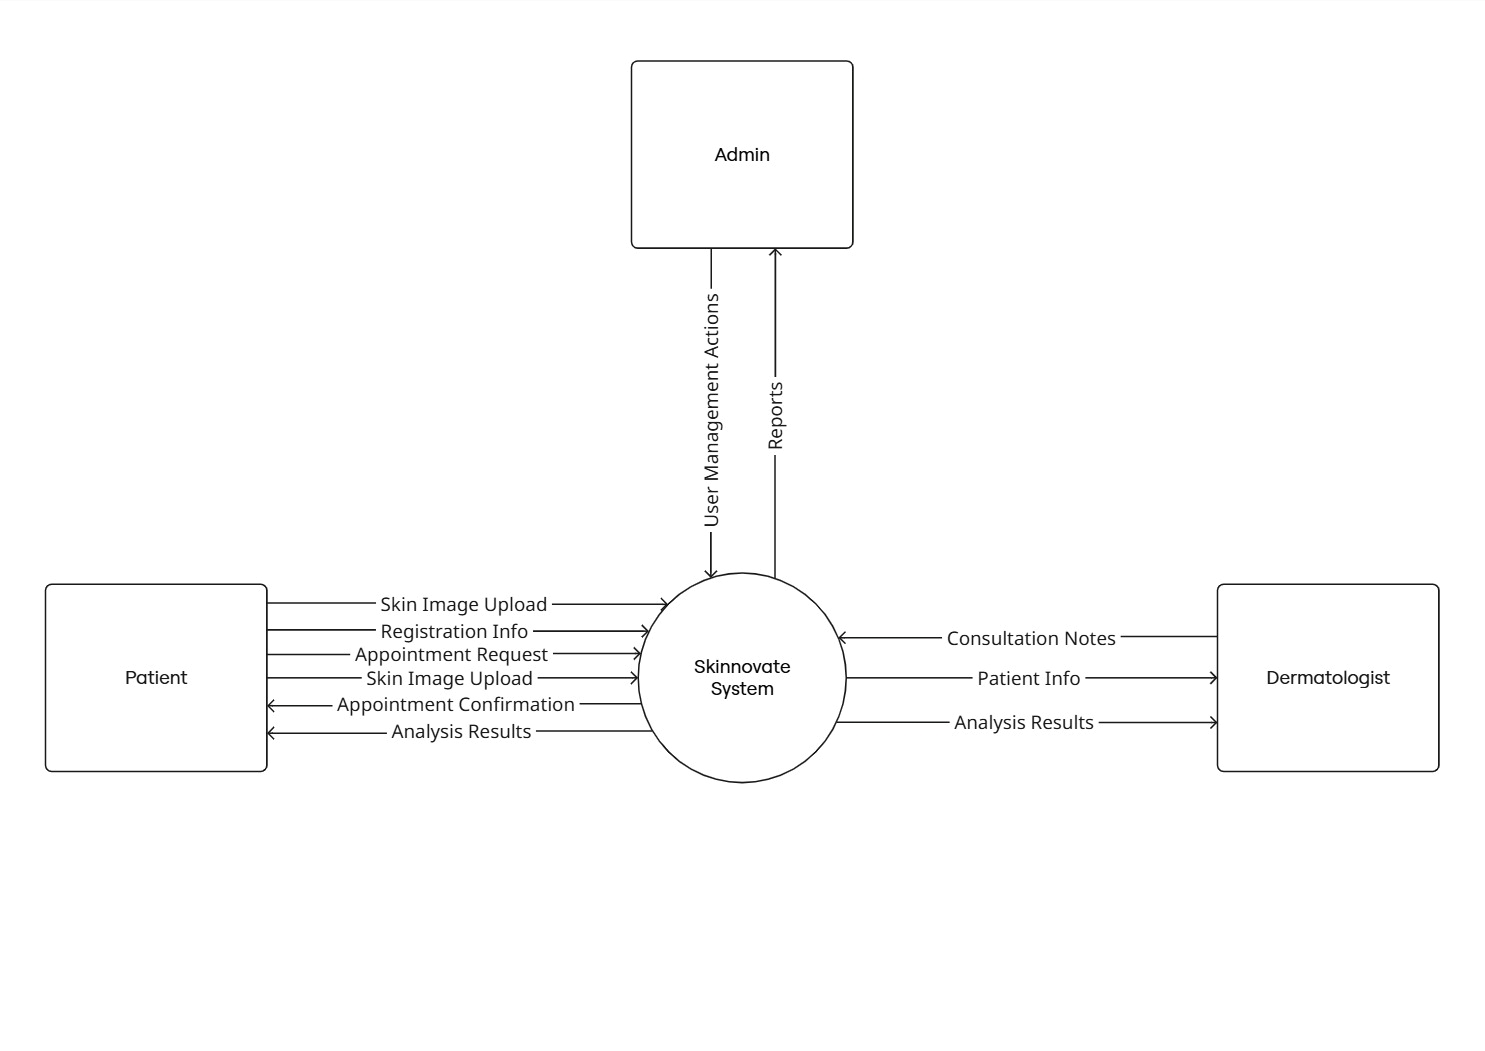 Admin
User Management Actions
Reports
Patient
Skin Image Upload
Registration Info
Appointment Request
Skin Image Upload
Appointment Confirmation
Analysis Results
Skinnovate
System
Consultation Notes
Patient Info
Analysis Results
Dermatologist